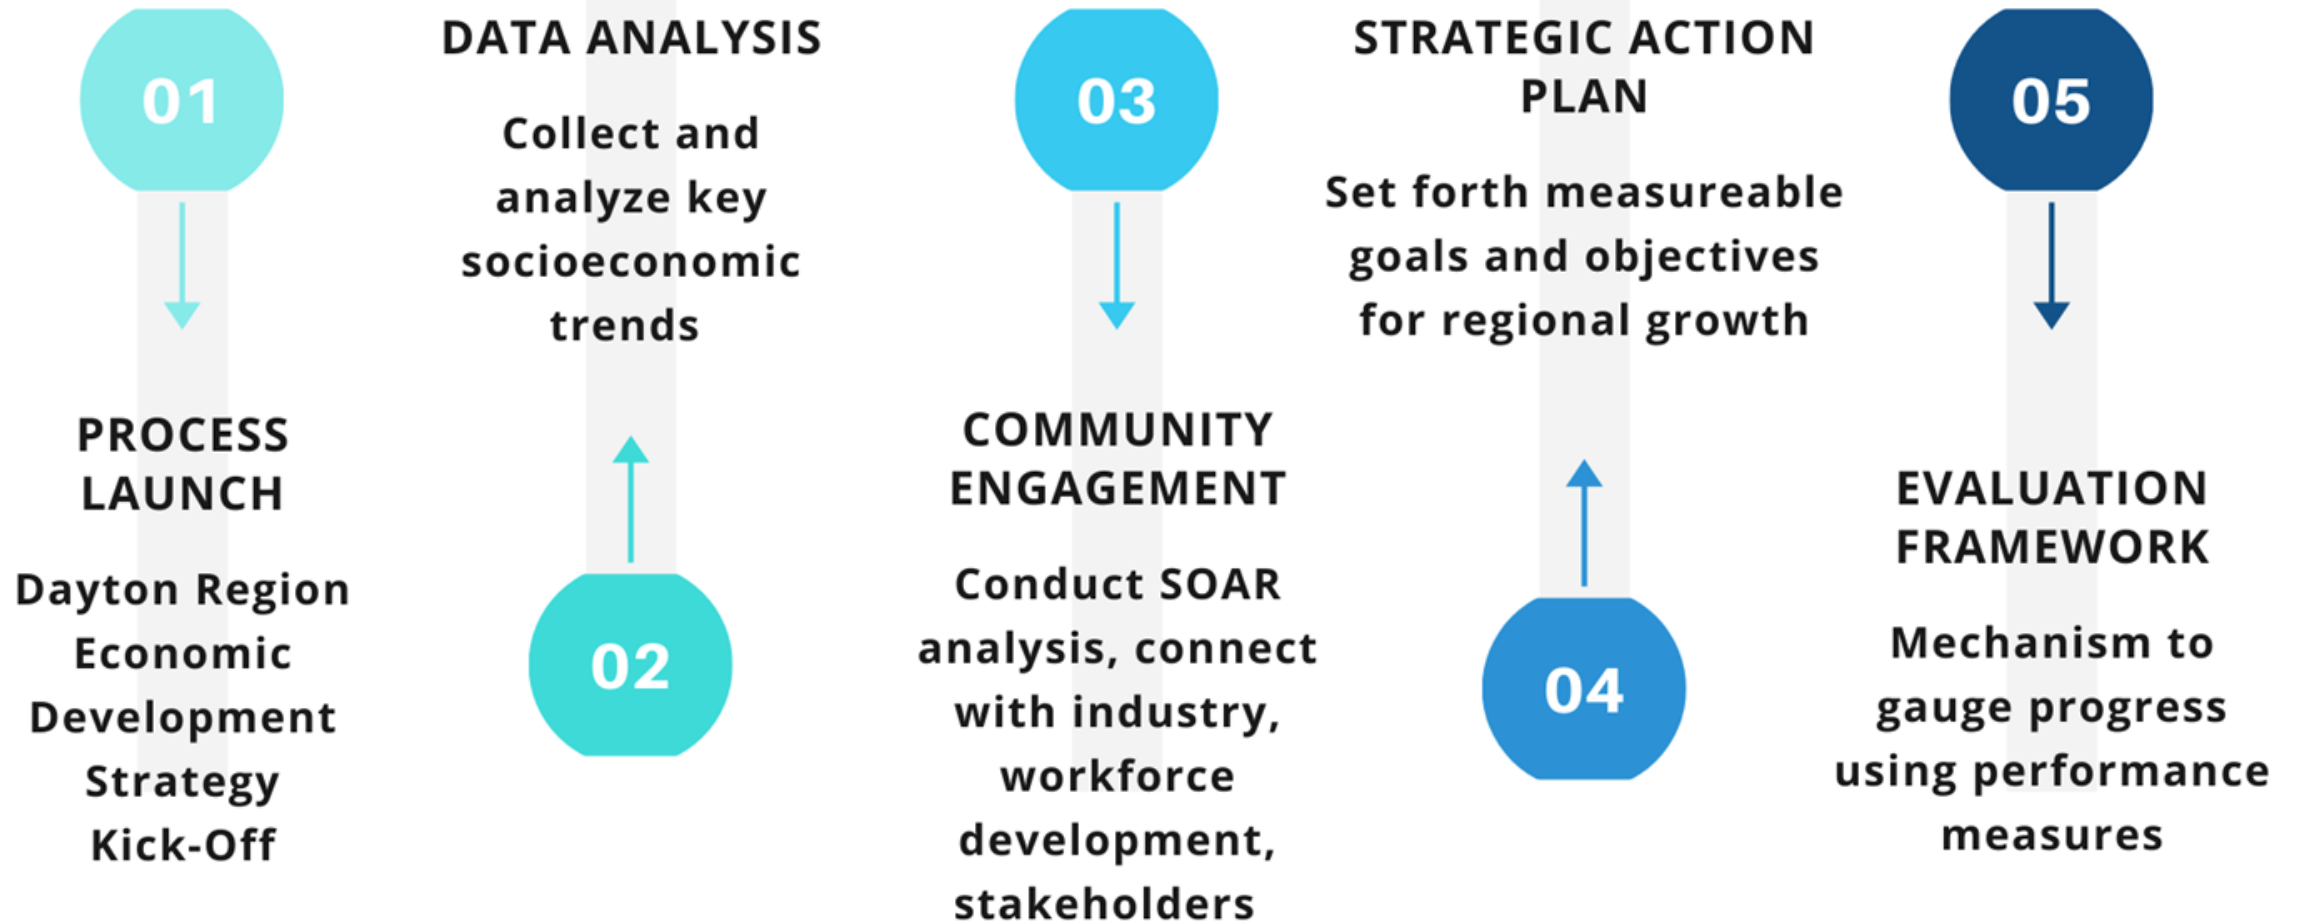 01
PROCESS
LAUNCH
Dayton Region
Economic
Development
Strategy
Kick-Off
DATA ANALYSIS
Collect and
analyze key
socioeconomic
trends
02
03
COMMUNITY
ENGAGEMENT
Conduct SOAR
analysis, connect
with industry,
workforce
development,
stakeholders
STRATEGIC ACTION
PLAN
Set forth measureable
goals and objectives
for regional growth
04
05
EVALUATION
FRAMEWORK
Mechanism to
gauge progress
using performance
measures